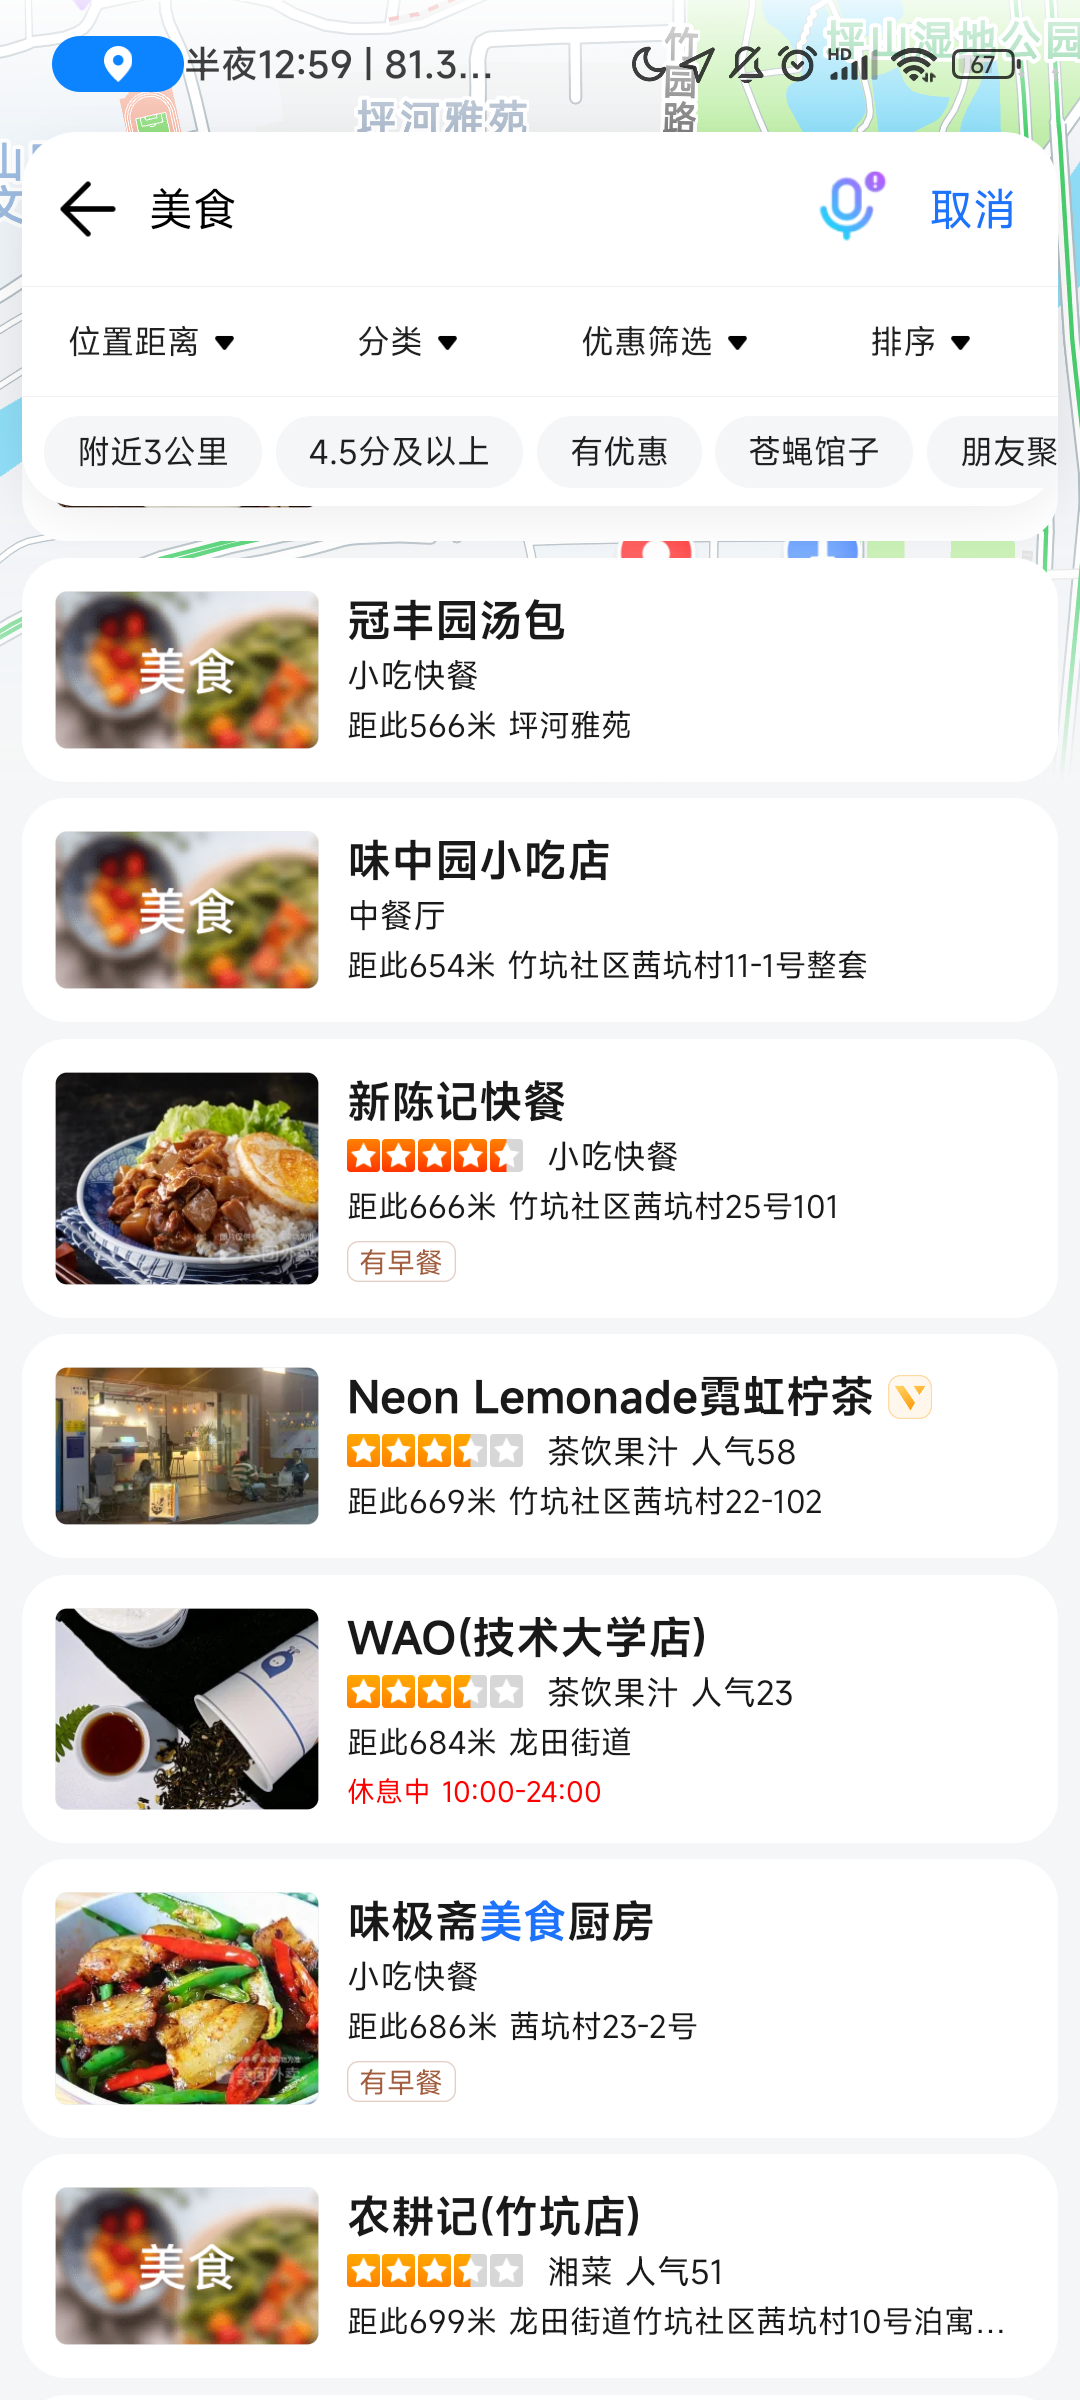 半夜12:59 | 81.3...
HD
67
坪山湿地公园
竹园路
坪河雅苑
美食
取消
位置距离
分类
优惠筛选
排序
附近3公里
4.5分及以上
有优惠
苍蝇馆子
朋友聚
美食
冠丰园汤包
小吃快餐
距此566米 坪河雅苑
美食
味中园小吃店
中餐厅
距此654米 竹坑社区茜坑村11-1号整套
新陈记快餐
小吃快餐
距此666米 竹坑社区茜坑村25号101
有早餐
Neon Lemonade霓虹柠茶
茶饮果汁 人气58
距此669米 竹坑社区茜坑村22-102
WAO(技术大学店)
茶饮果汁 人气23
距此684米 龙田街道
休息中 10:00-24:00
味极斋美食厨房
小吃快餐
距此686米 茜坑村23-2号
有早餐
美团外卖
美食
农耕记(竹坑店)
湘菜 人气51
距此699米 龙田街道竹坑社区茜坑村10号泊寓...